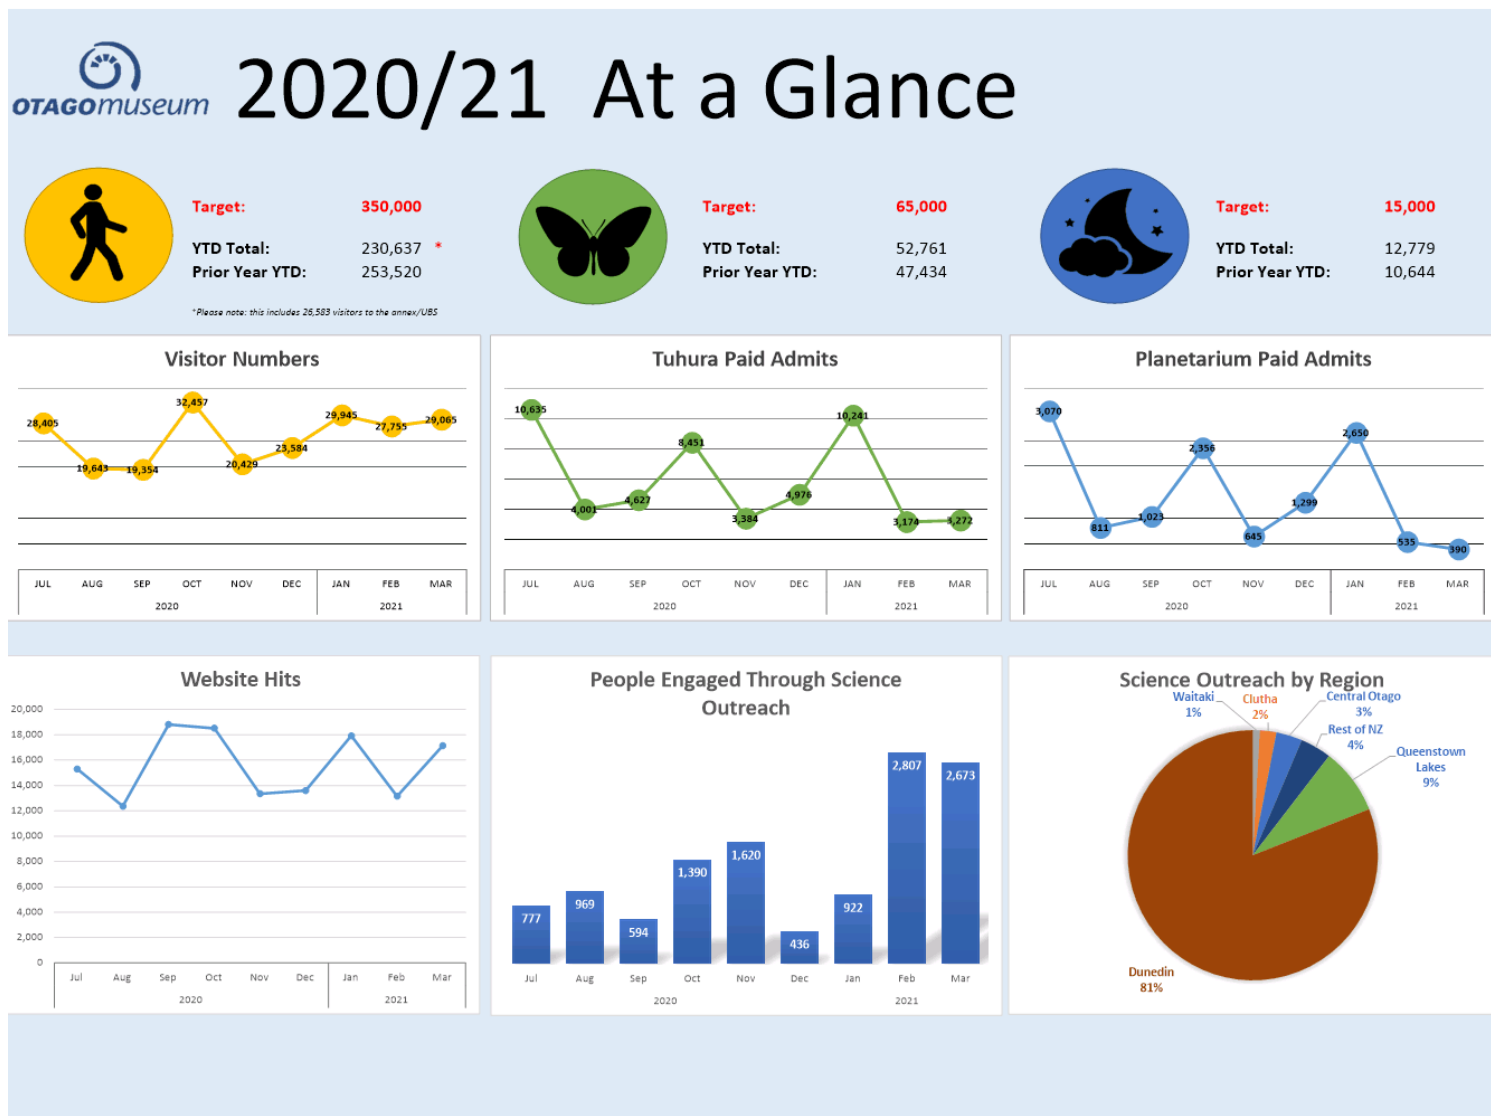 OTAGOmuseum
2020/21 At a Glance
Target: 350,000
YTD Total: 230,637 *
Prior Year YTD: 253,520
*Please note: this includes 26,583 visitors to the annex/UBS
Target: 65,000
YTD Total: 52,761
Prior Year YTD: 47,434
Target: 15,000
YTD Total: 12,779
Prior Year YTD: 10,644
Visitor Numbers
28,405 19,643 19,354 32,457 20,429 23,584 29,945 27,755 29,065
JUL AUG SEP OCT NOV DEC JAN FEB MAR
2020 2021
Tuhura Paid Admits
10,635 4,001 4,627 8,451 3,384 4,976 10,241 3,174 3,272
JUL AUG SEP OCT NOV DEC JAN FEB MAR
2020 2021
Planetarium Paid Admits
3,070 811 1,023 2,356 645 1,299 2,650 535 390
JUL AUG SEP OCT NOV DEC JAN FEB MAR
2020 2021
Website Hits
20,000
18,000
16,000
14,000
12,000
10,000
8,000
6,000
4,000
2,000
0
Jul Aug Sep Oct Nov Dec Jan Feb Mar
2020 2021
People Engaged Through Science
Outreach
777 969 594 1,390 1,620 436 922 2,807 2,673
Jul Aug Sep Oct Nov Dec Jan Feb Mar
2020 2021
Science Outreach by Region
Waitaki
1%
Clutha
2%
Central Otago
3%
Rest of NZ
4%
Queenstown
Lakes
9%
Dunedin
81%